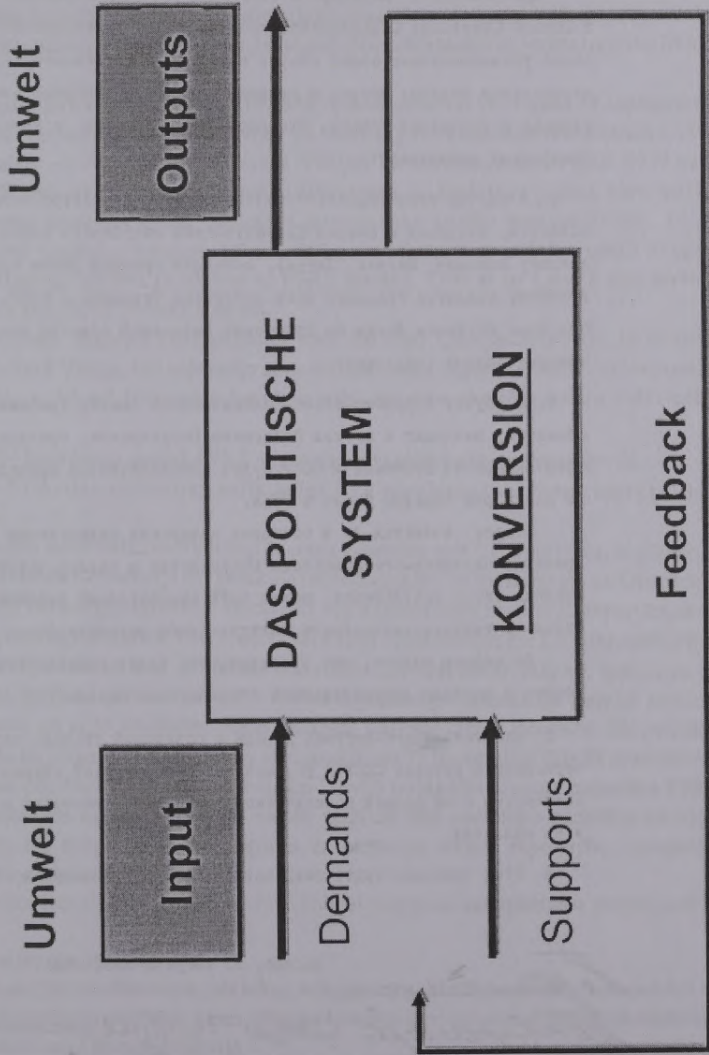 Umwelt
Umwelt
Input
Outputs
DAS POLITISCHE
SYSTEM
KONVERSION
Demands
Supports
Feedback